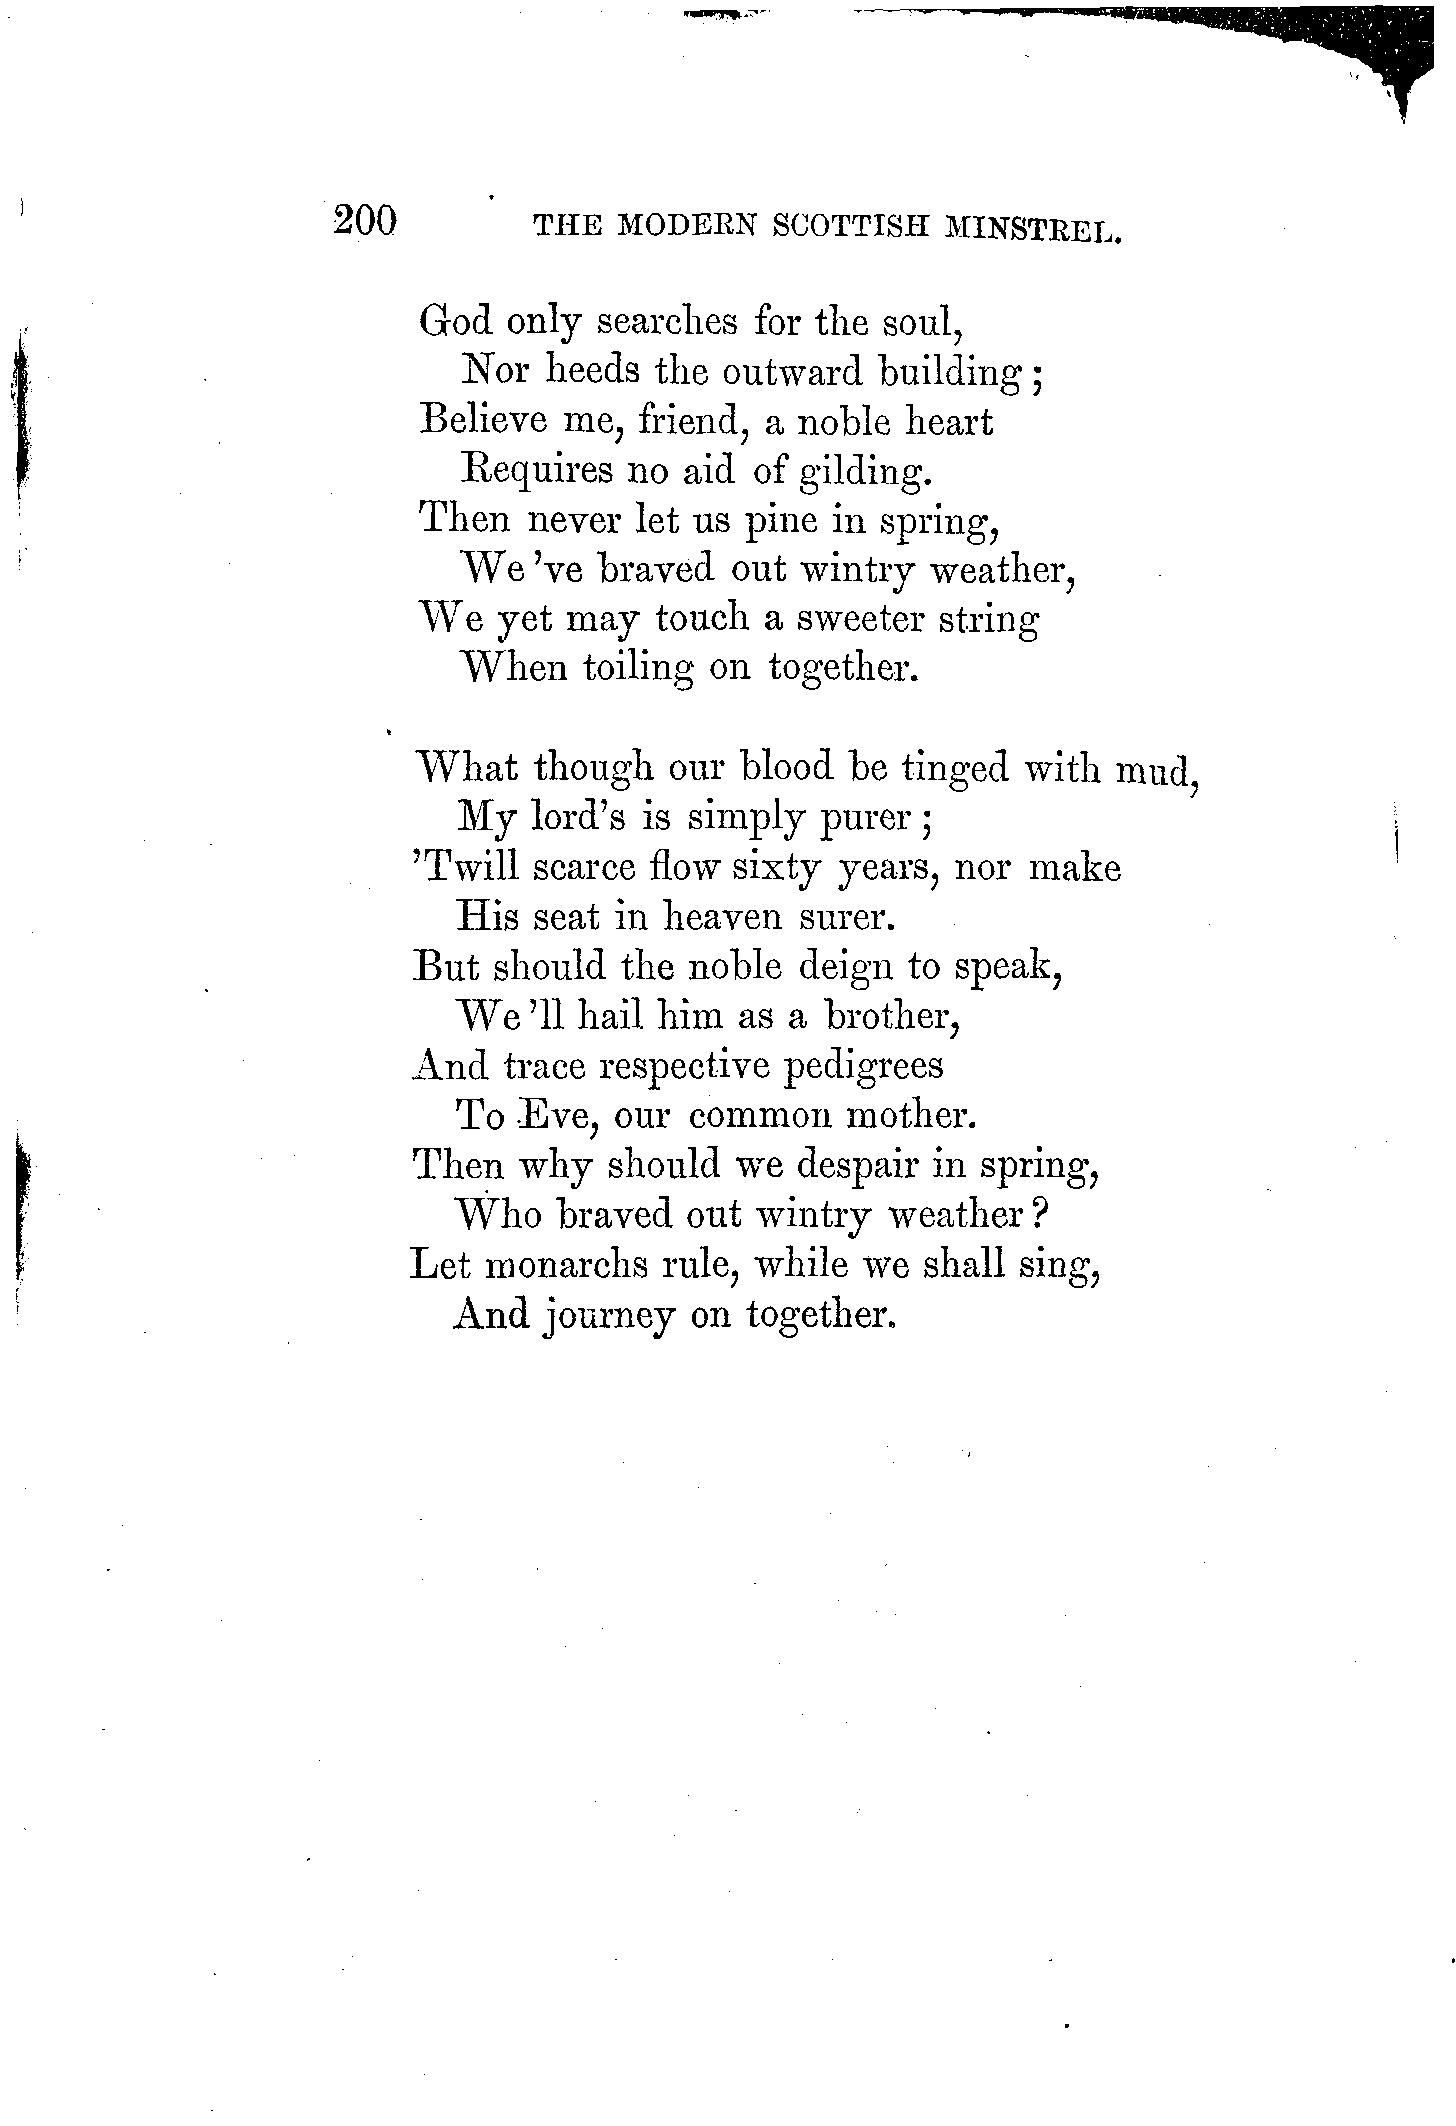 200 THE MODERN SCOTTISH MINSTREL.
God only searches for the soul,
Nor heeds the outward building;
Believe me, friend, a noble heart
Requires no aid of gilding.
Then never let us pine in spring,
We 've braved out wintry weather,
We yet may touch a sweeter string
When toiling on together.
What though our blood be tinged with mud,
My lord's is simply purer;
'Twill scarce flow sixty years, nor make
His seat in heaven surer.
But should the noble deign to speak,
We 'll hail him as a brother,
And trace respective pedigrees
To Eve, our common mother.
Then why should we despair in spring,
Who braved out wintry weather?
Let monarchs rule, while we shall sing,
And journey on together.